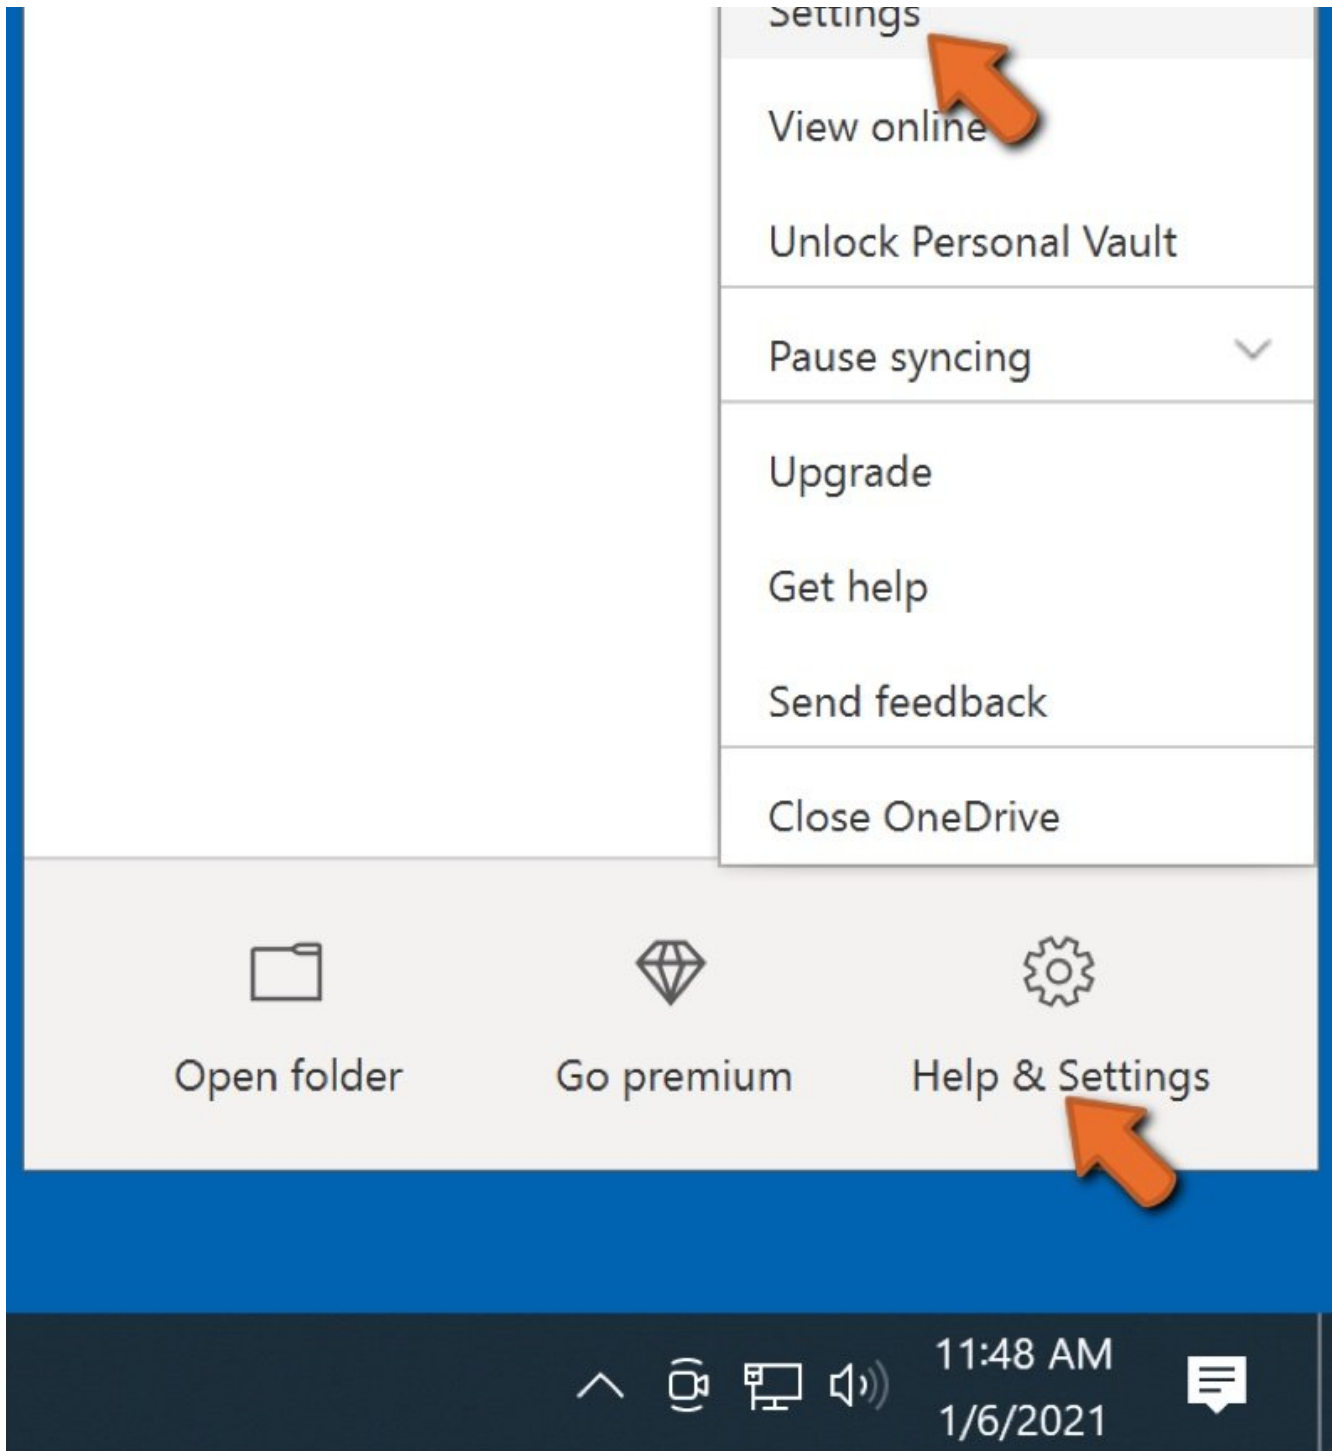 Settings
View online
Unlock Personal Vault
Pause syncing
Upgrade
Get help
Send feedback
Close OneDrive
Open folder
Go premium
Help & Settings
11:48 AM
1/6/2021